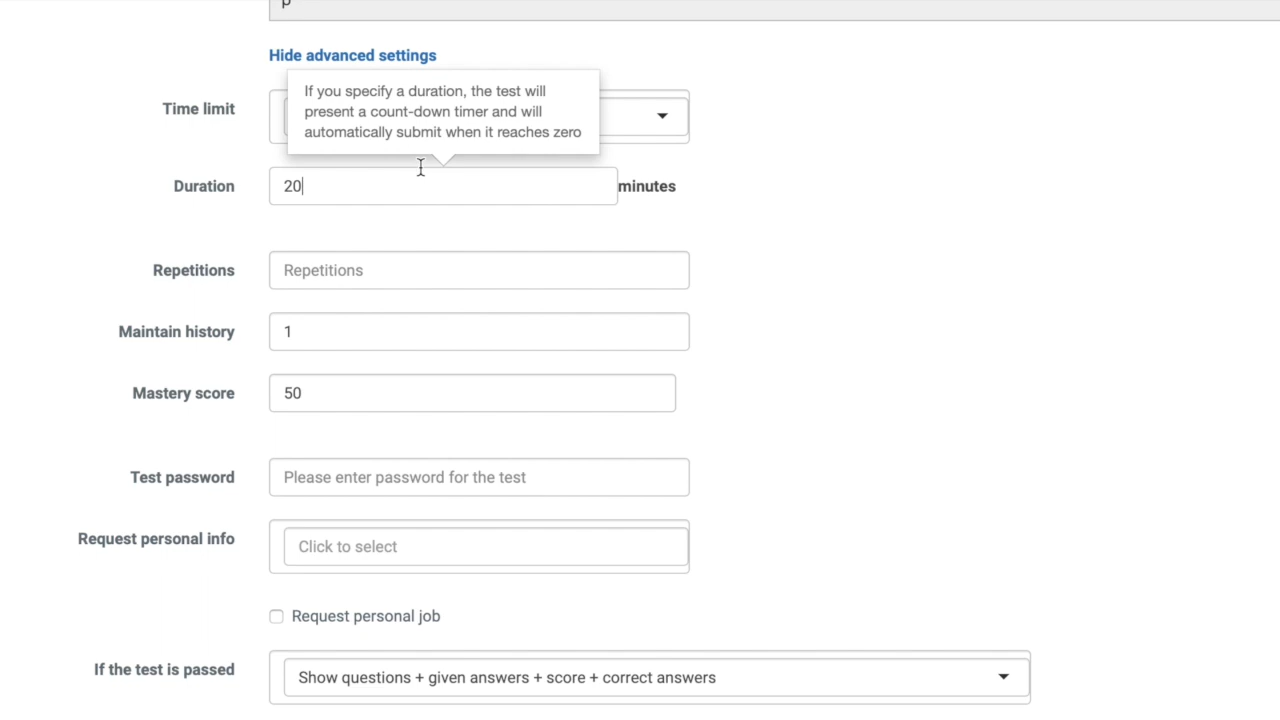 p
Hide advanced settings
If you specify a duration, the test will
present a count-down timer and will
automatically submit when it reaches zero
Time limit
Duration 20 minutes
Repetitions Repetitions
Maintain history 1
Mastery score 50
Test password Please enter password for the test
Request personal info Click to select
Request personal job
If the test is passed Show questions + given answers + score + correct answers